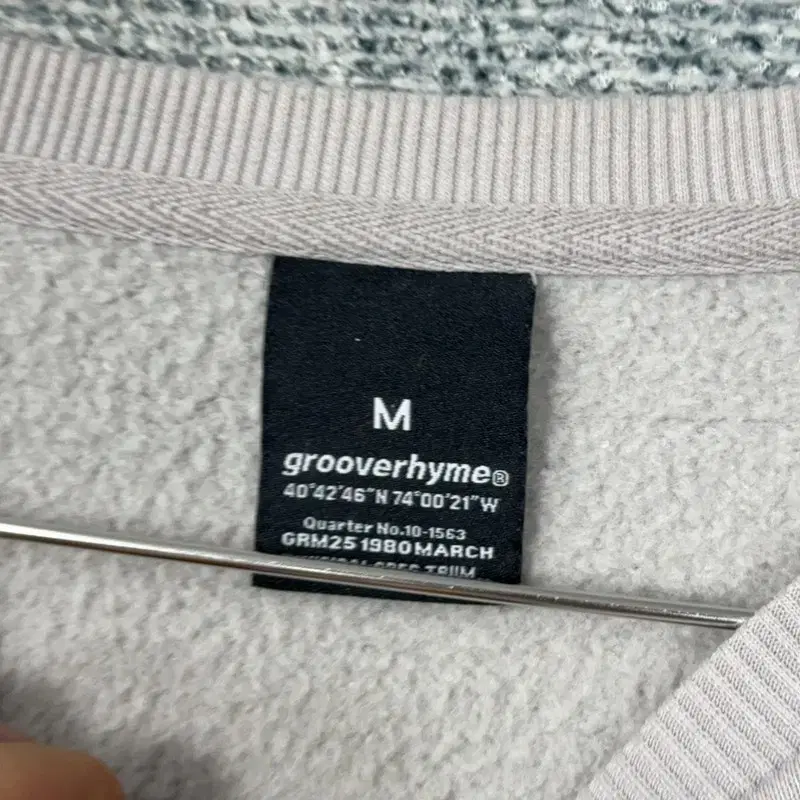 M
grooverhyme®
40°42'46"N 74°00'21"W
Quarter No.10-1563
GRM25 1980 MARCH